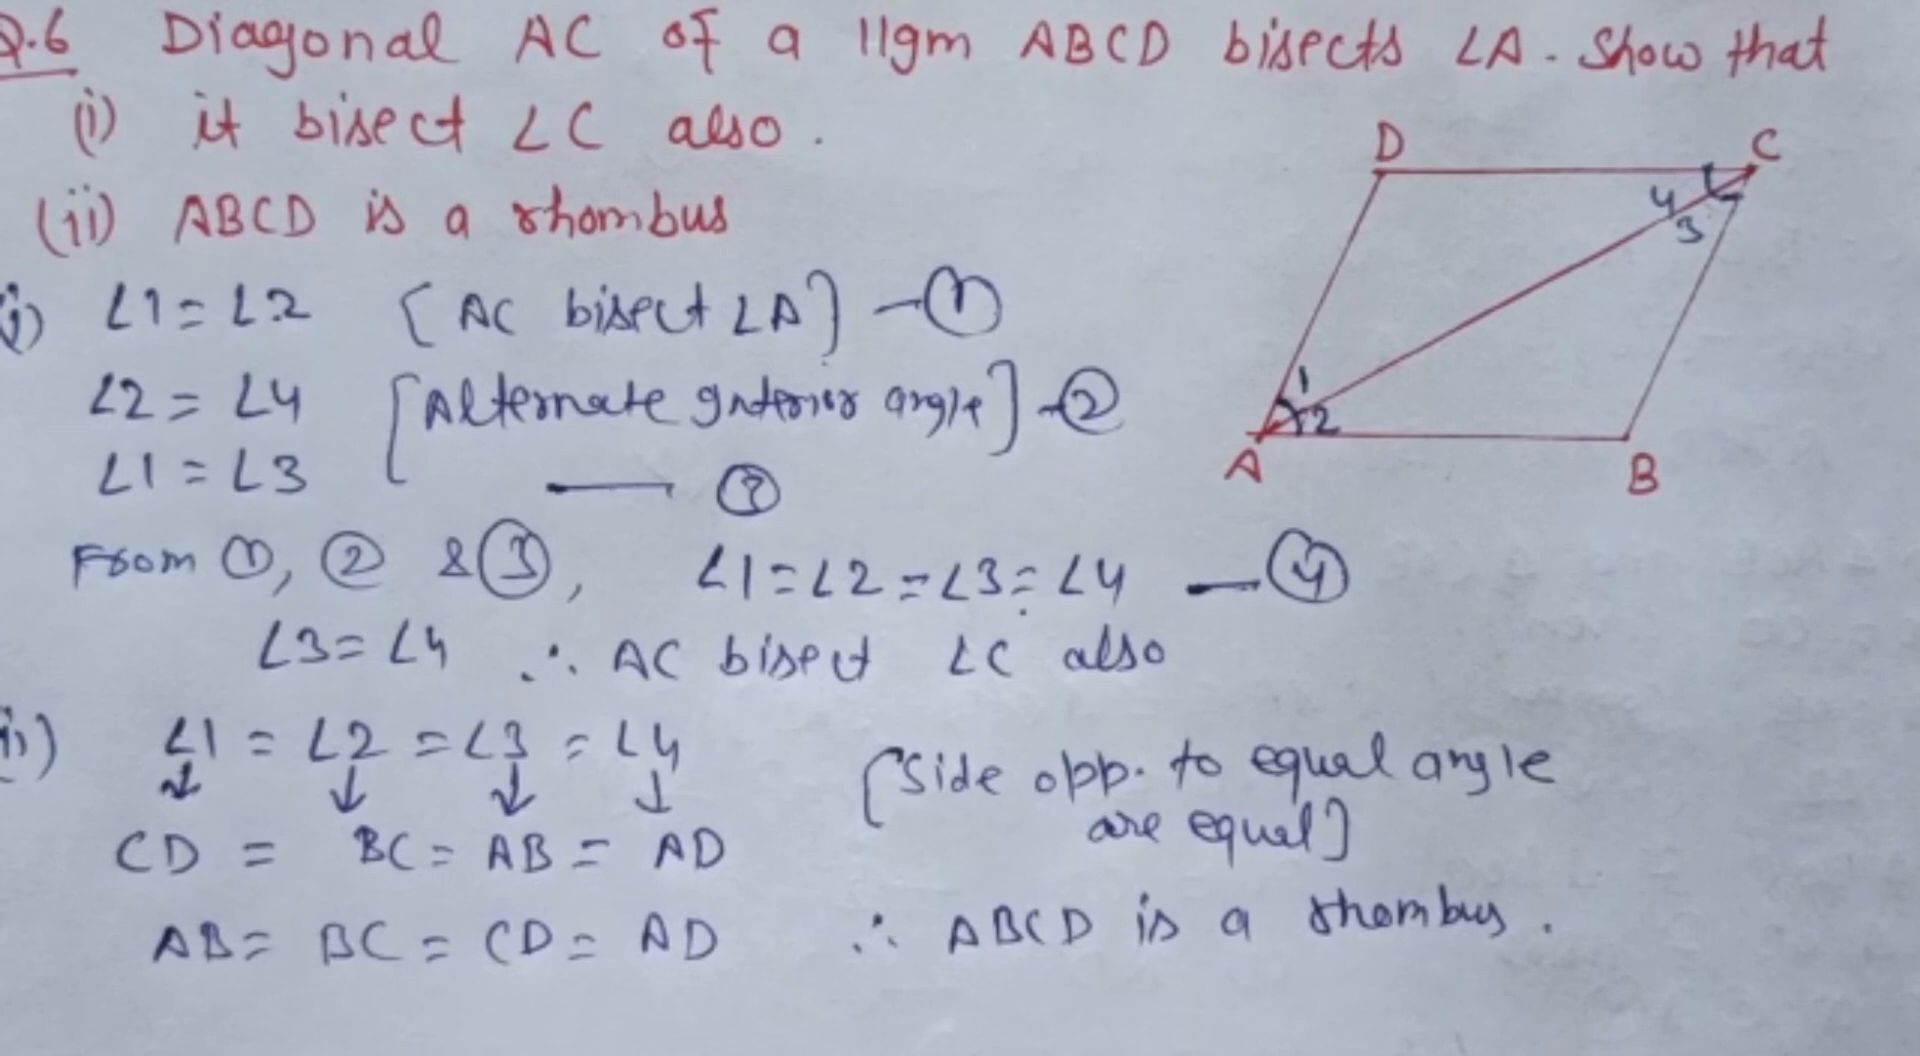 Q.6 Diagonal AC of a llgm ABCD bisects ∠A. Show that
(i) it bisect ∠C also.
(ii) ABCD is a rhombus
D
C
4
3
1
2
A
B
i) ∠1=∠2 [AC bisect ∠A] -①
∠2=∠4 [Alternate Interior angle] -②
∠1=∠3 — ③
From ①, ② & ③, ∠1=∠2=∠3=∠4 — ④
∠3=∠4 ∴ AC bisect ∠C also
ii) ∠1 = ∠2 = ∠3 = ∠4 [Side opp. to equal angle
↓ ↓ ↓ ↓ are equal]
CD = BC = AB = AD
AB = BC = CD = AD ∴ ABCD is a rhombus.